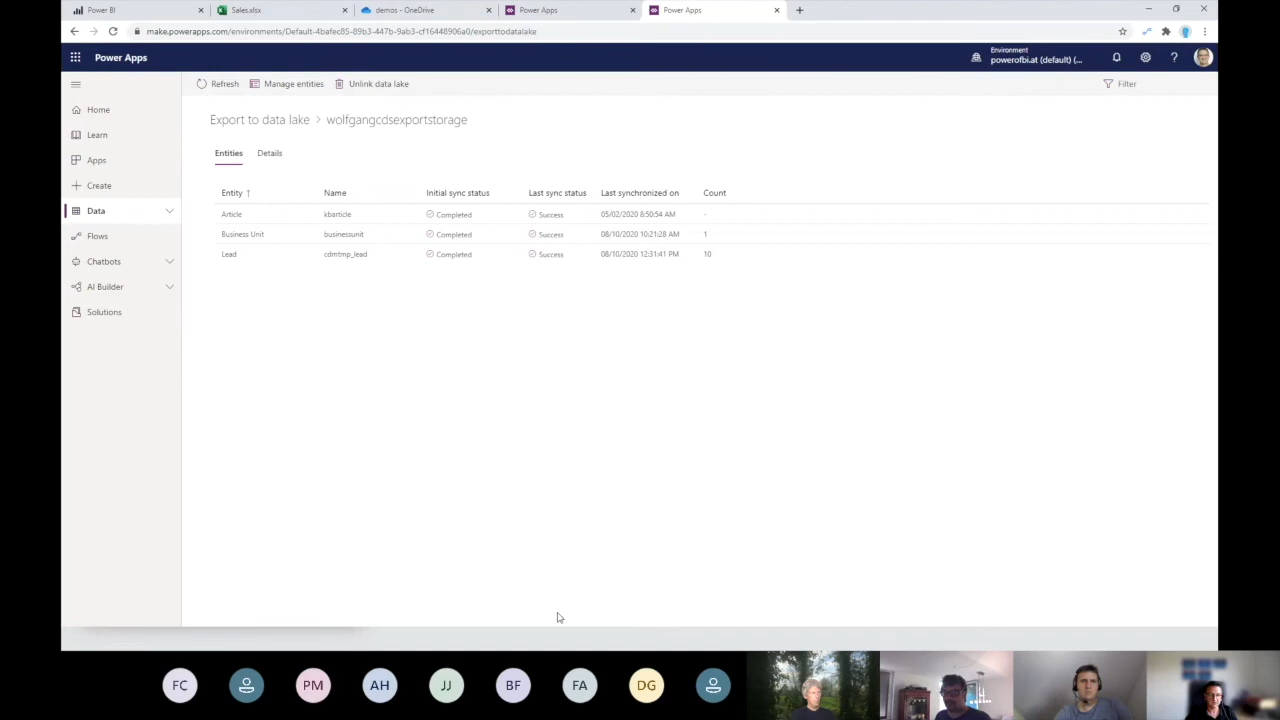 Power BI
Sales.xlsx
demos - OneDrive
Power Apps
Power Apps
make.powerapps.com/environments/Default-4bafec85-89b3-447b-9ab3-cf16448906a0/exporttodatalake
Power Apps
Environment
powerofbi.at (default) (...
Refresh
Manage entities
Unlink data lake
Filter
Home
Learn
Apps
Create
Data
Flows
Chatbots
AI Builder
Solutions
Export to data lake > wolfgangcdsexportstorage
Entities Details
Entity ↑ Name Initial sync status Last sync status Last synchronized on Count
Article kbarticle Completed Success 05/02/2020 8:50:54 AM -
Business Unit businessunit Completed Success 08/10/2020 10:21:28 AM 1
Lead cdmtmp_lead Completed Success 08/10/2020 12:31:41 PM 10
FC PM AH JJ BF FA DG